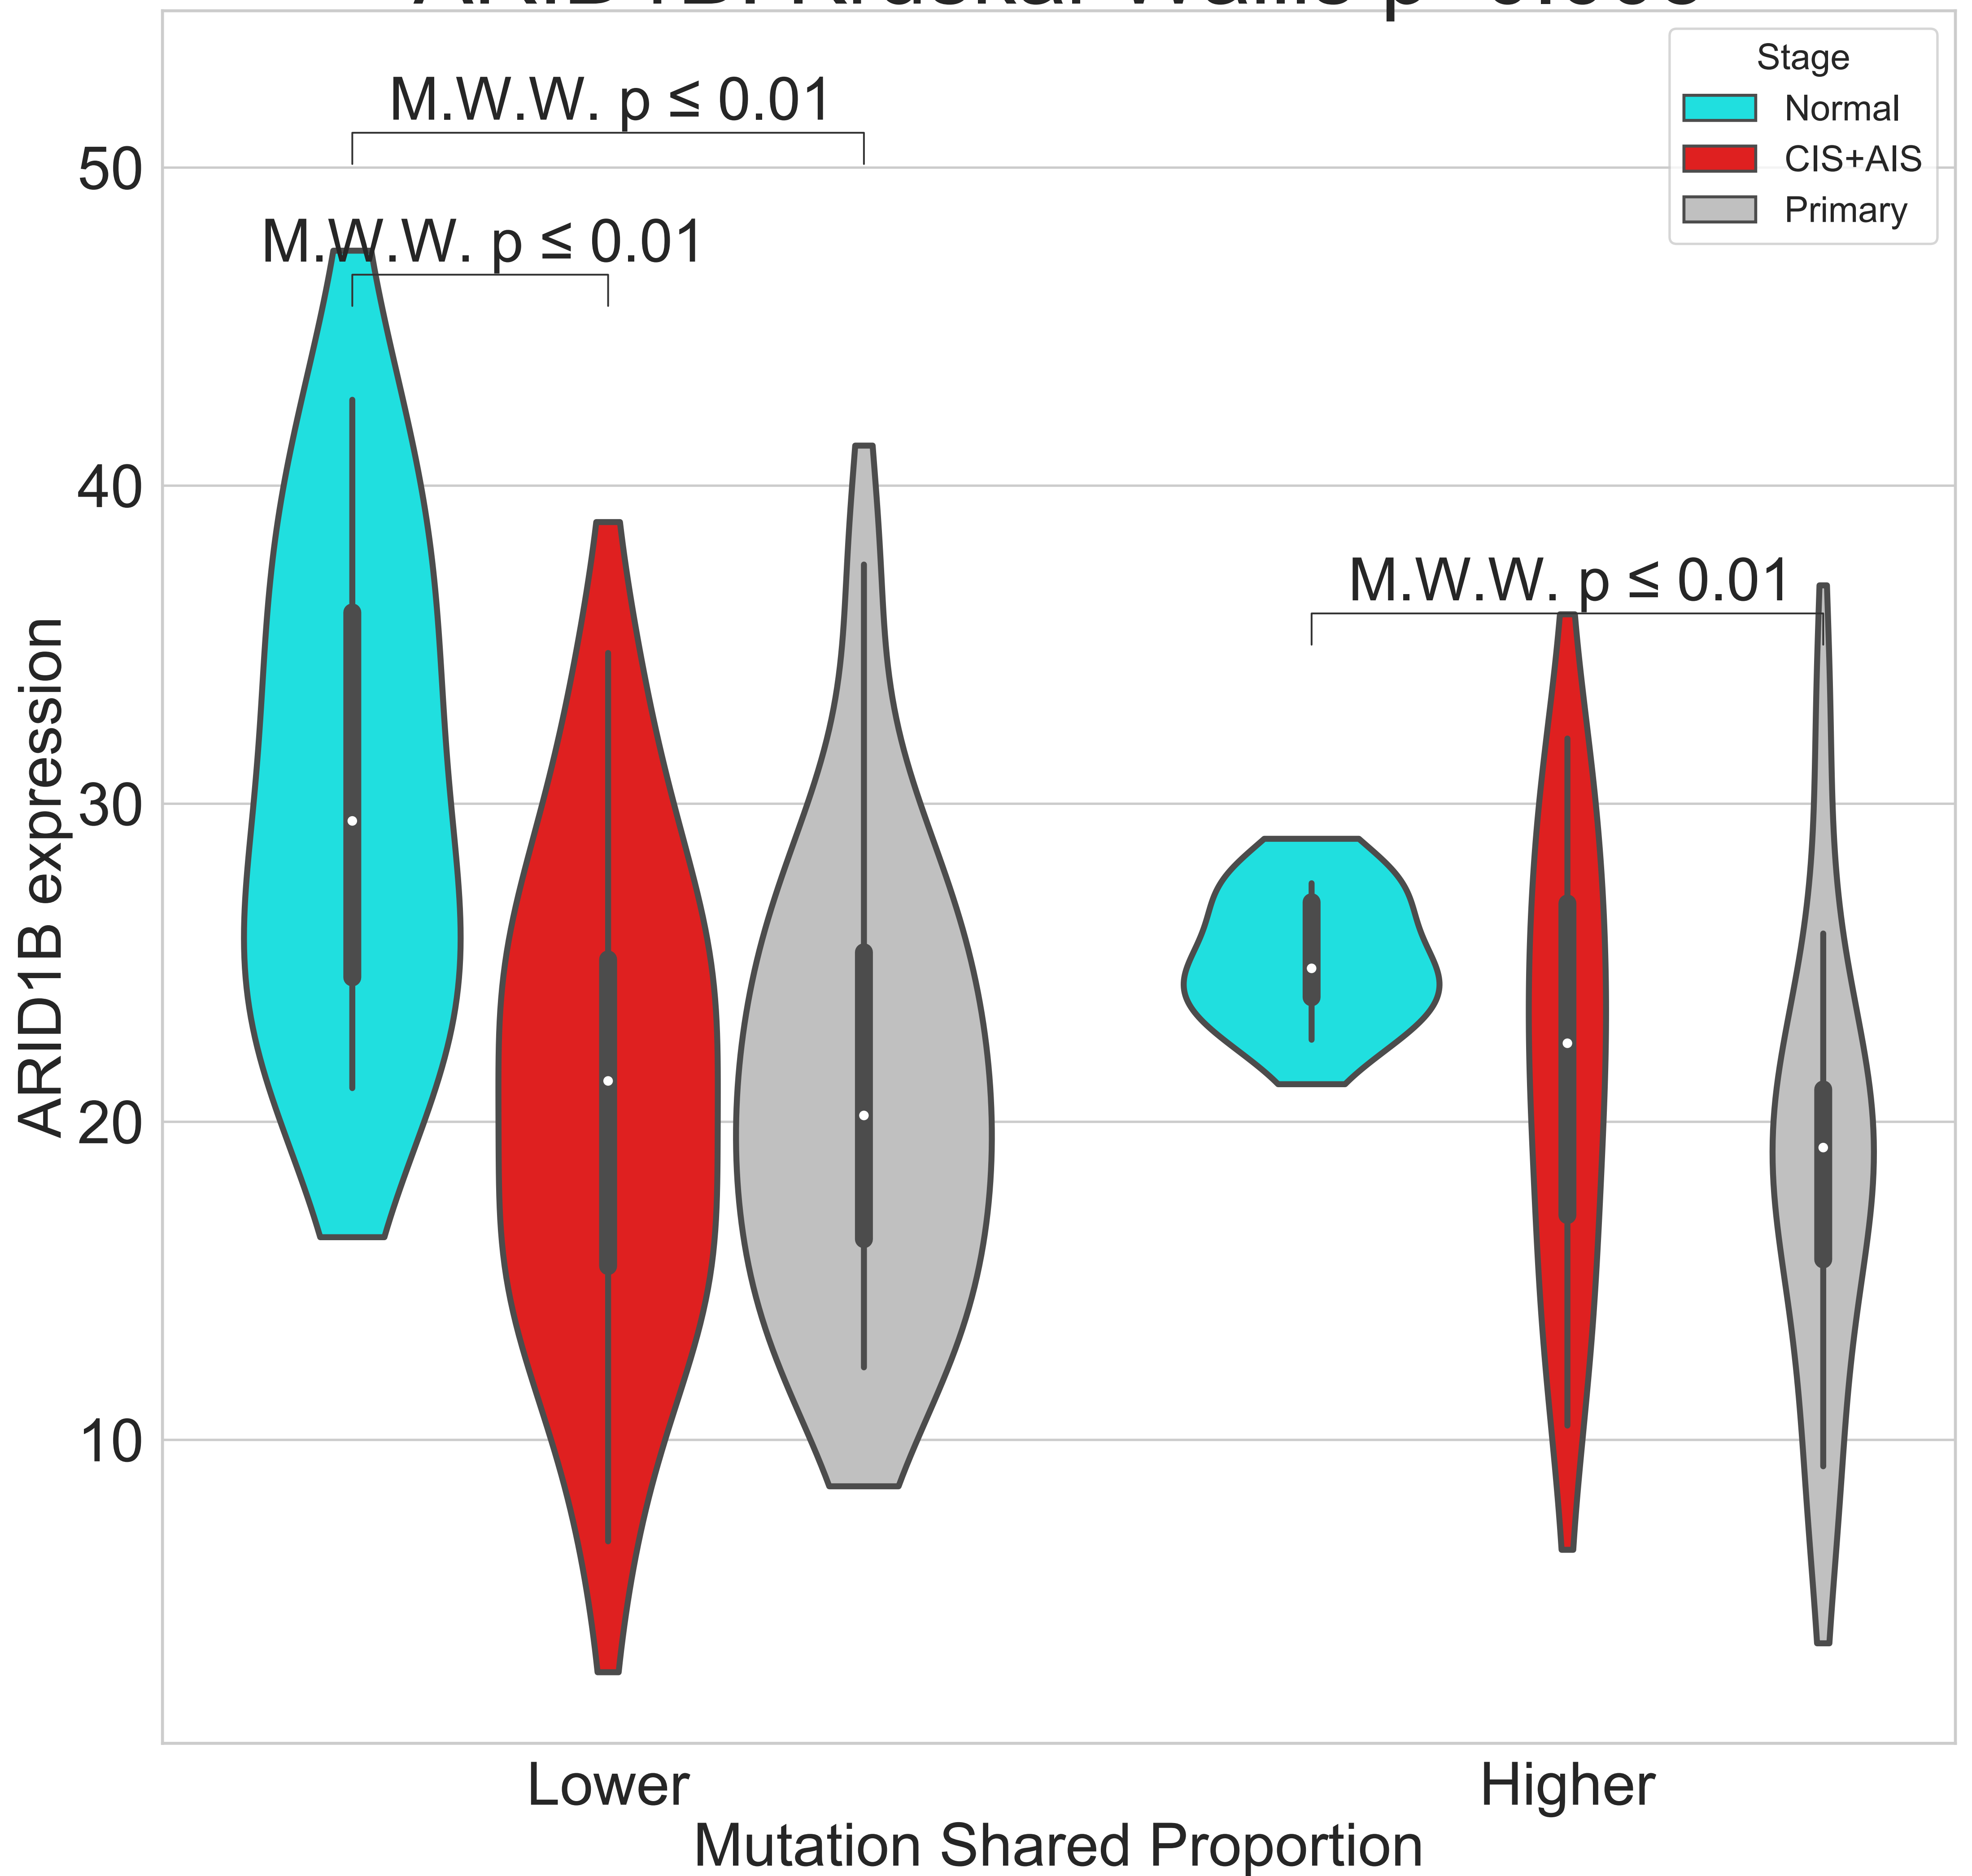 M.W.W. p ≤ 0.01
M.W.W. p ≤ 0.01
M.W.W. p ≤ 0.01
Stage
Normal
CIS+AIS
Primary
50
40
30
20
10
ARID1B expression
Lower
Higher
Mutation Shared Proportion